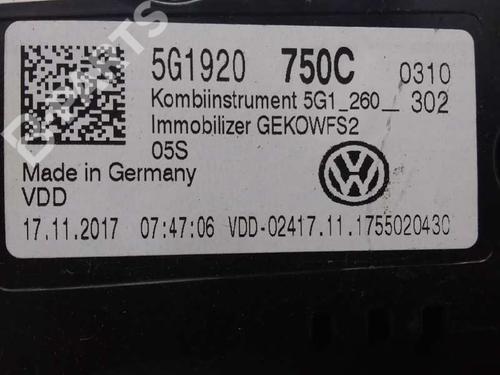 5G1920 750C 0310
Kombiinstrument 5G1_260__ 302
Immobilizer GEKOWFS2
05S
Made in Germany
VDD
17.11.2017 07:47:06 VDD-02417.11.1755020430